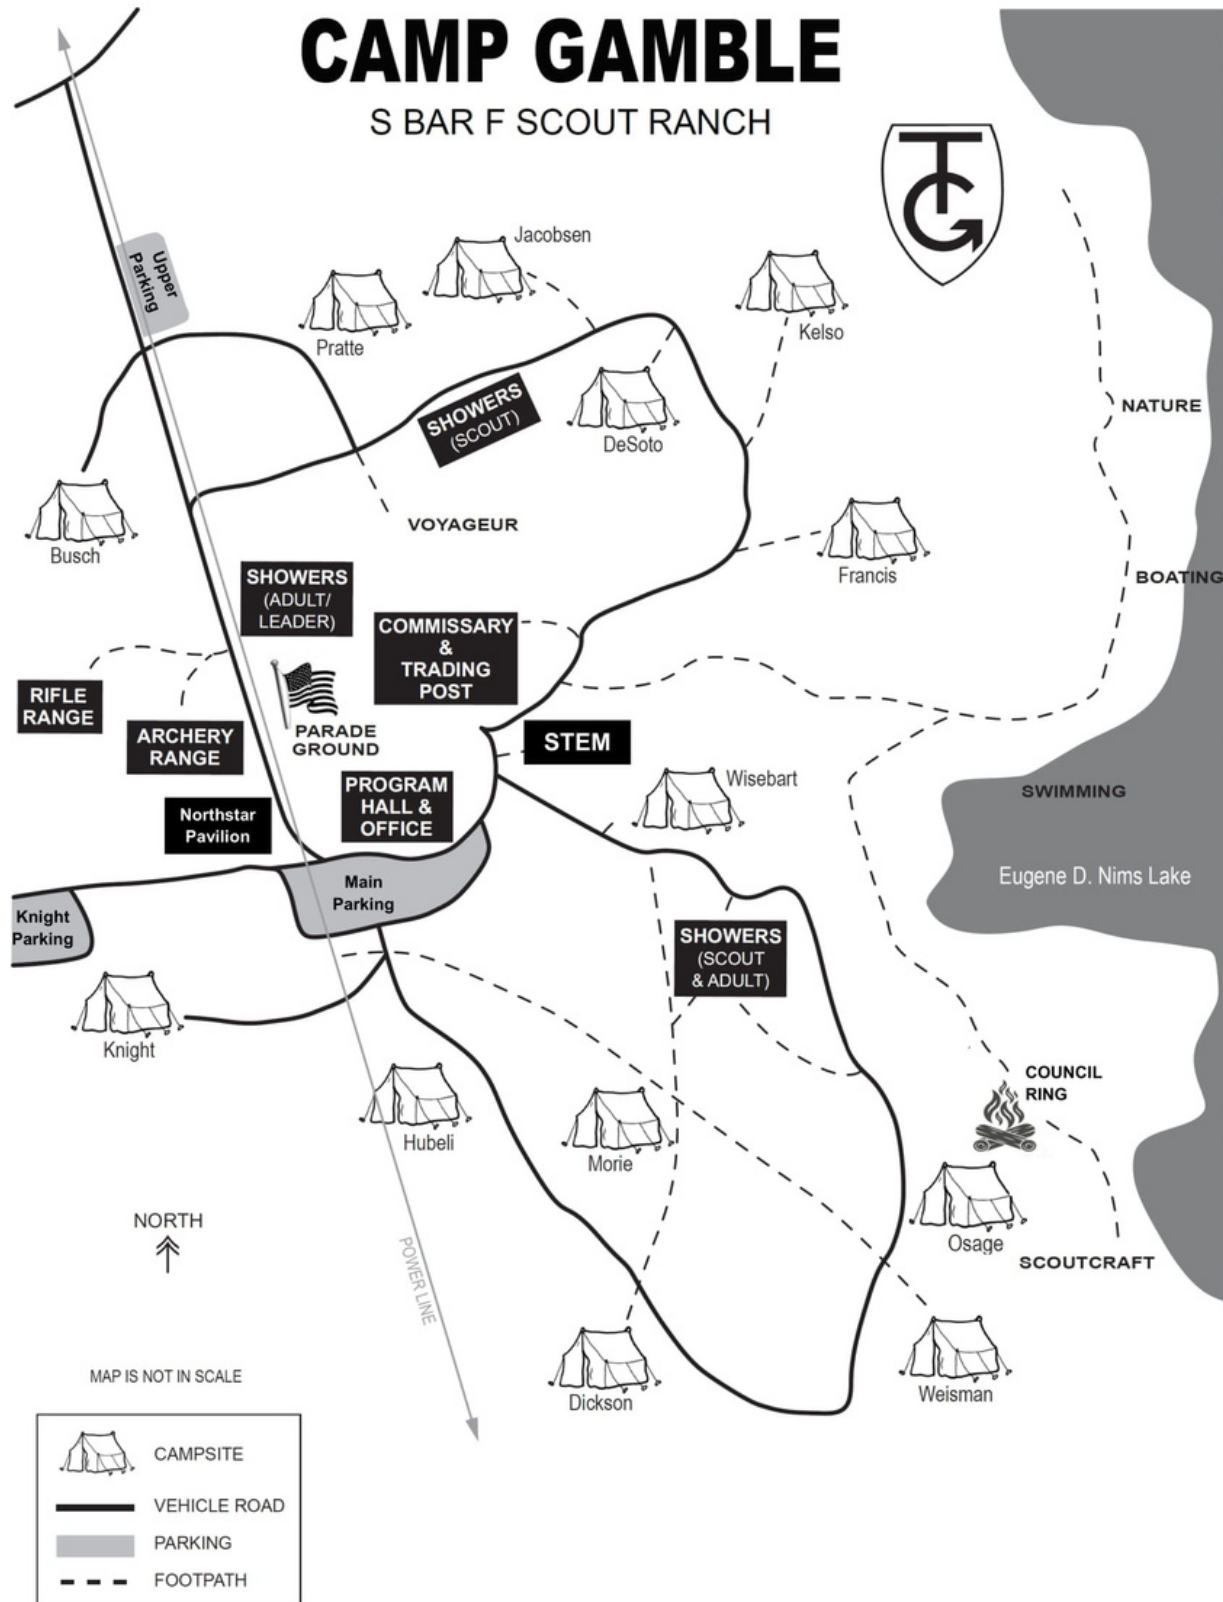 CAMP GAMBLE
S BAR F SCOUT RANCH
TG
Upper
Parking
Jacobsen
Pratte
Kelso
SHOWERS
(SCOUT)
DeSoto
NATURE
Busch
VOYAGEUR
Francis
BOATING
SHOWERS
(ADULT/
LEADER)
COMMISSARY
&
TRADING
POST
RIFLE
RANGE
ARCHERY
RANGE
PARADE
GROUND
STEM
PROGRAM
HALL &
OFFICE
Wisebart
SWIMMING
Northstar
Pavilion
Eugene D. Nims Lake
Main
Parking
Knight
Parking
SHOWERS
(SCOUT
& ADULT)
Knight
COUNCIL
RING
Hubeli
Morie
Osage
SCOUTCRAFT
NORTH
POWER LINE
Dickson
Weisman
MAP IS NOT IN SCALE
CAMPSITE
VEHICLE ROAD
PARKING
FOOTPATH